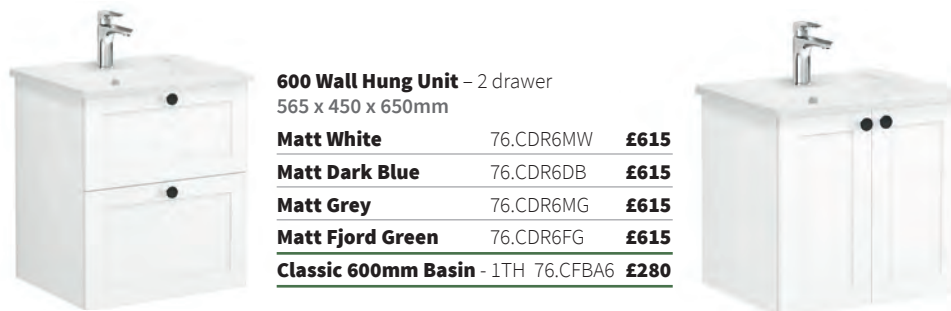 600 Wall Hung Unit – 2 drawer
565 x 450 x 650mm
Matt White 76.CDR6MW £615
Matt Dark Blue 76.CDR6DB £615
Matt Grey 76.CDR6MG £615
Matt Fjord Green 76.CDR6FG £615
Classic 600mm Basin - 1TH 76.CFBA6 £280